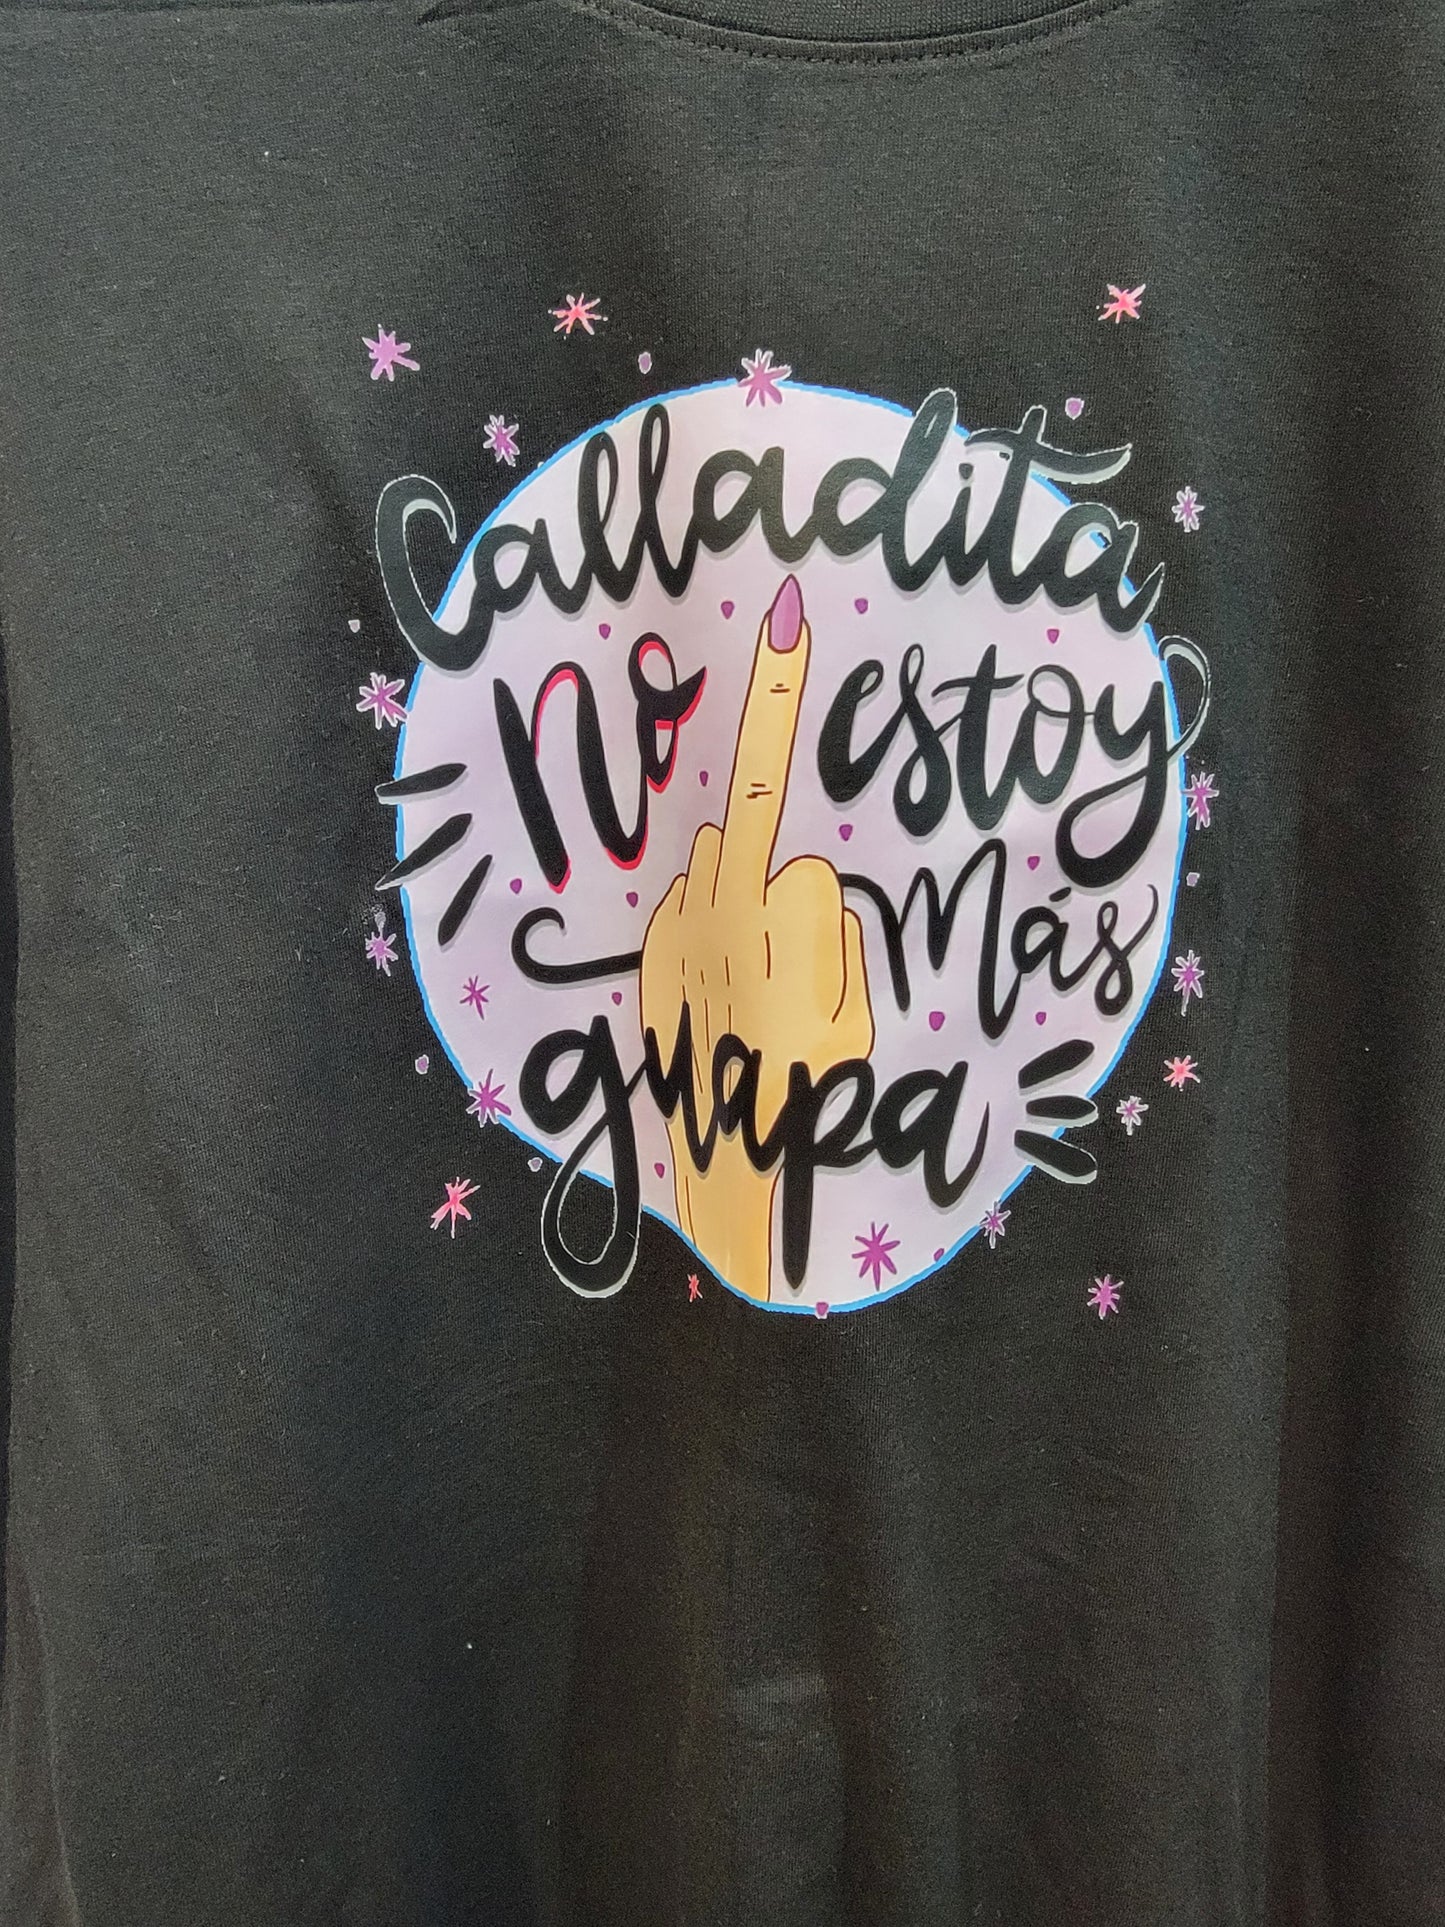 Calladita
no estoy
más
guapa